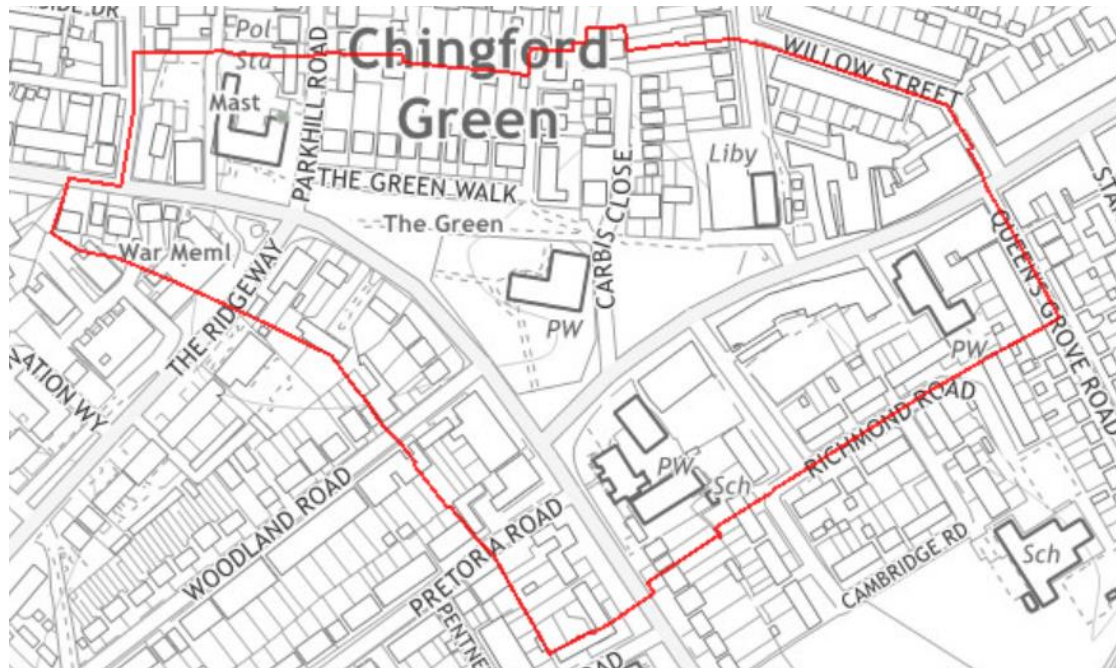 Pol
Sta
PARKHILL ROAD
Chingford
Green
WILLOW STREET
Mast
Liby
THE GREEN WALK
The Green
CARBIS CLOSE
War Meml
THE RIDGEWAY
PW
QUEEN'S GROVE ROAD
PW
RICHMOND ROAD
WOODLAND ROAD
PW
Sch
PRETORIA ROAD
CAMBRIDGE RD
Sch